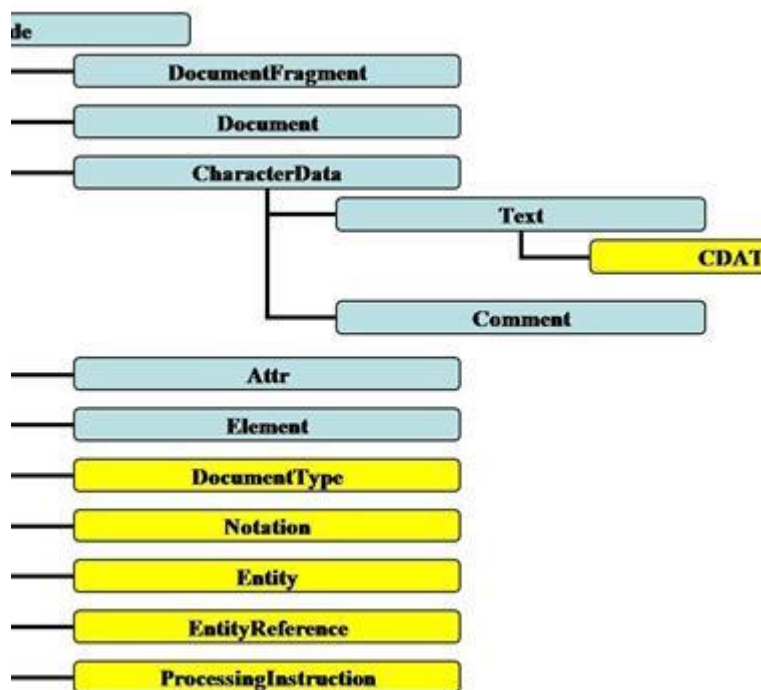 de
DocumentFragment
Document
CharacterData
Text
CDAT
Comment
Attr
Element
DocumentType
Notation
Entity
EntityReference
ProcessingInstruction